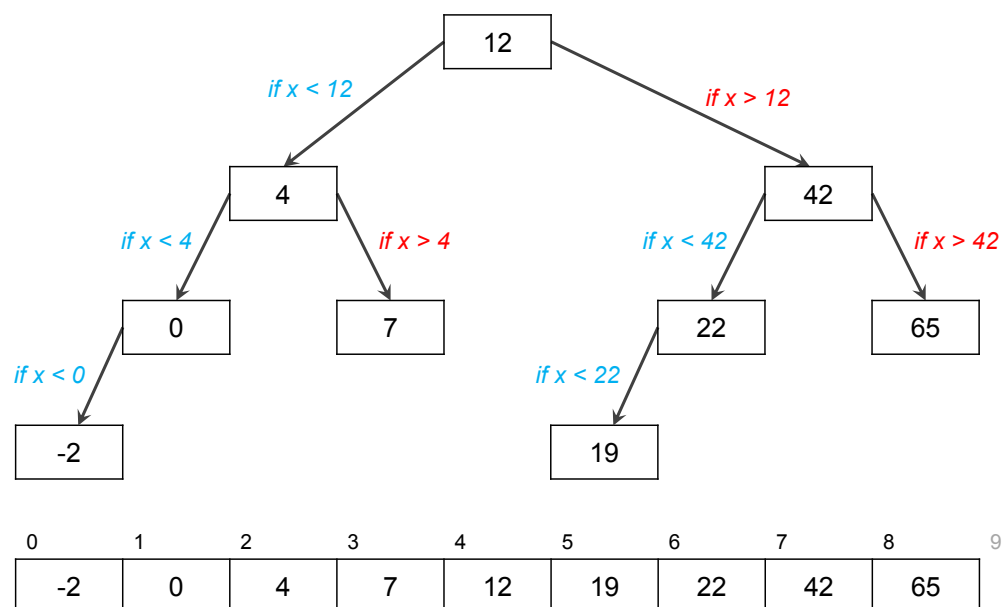 12
if x < 12
if x > 12
4
42
if x < 4
if x > 4
if x < 42
if x > 42
0
7
22
65
if x < 0
if x < 22
-2
19
0 1 2 3 4 5 6 7 8 9
-2 0 4 7 12 19 22 42 65